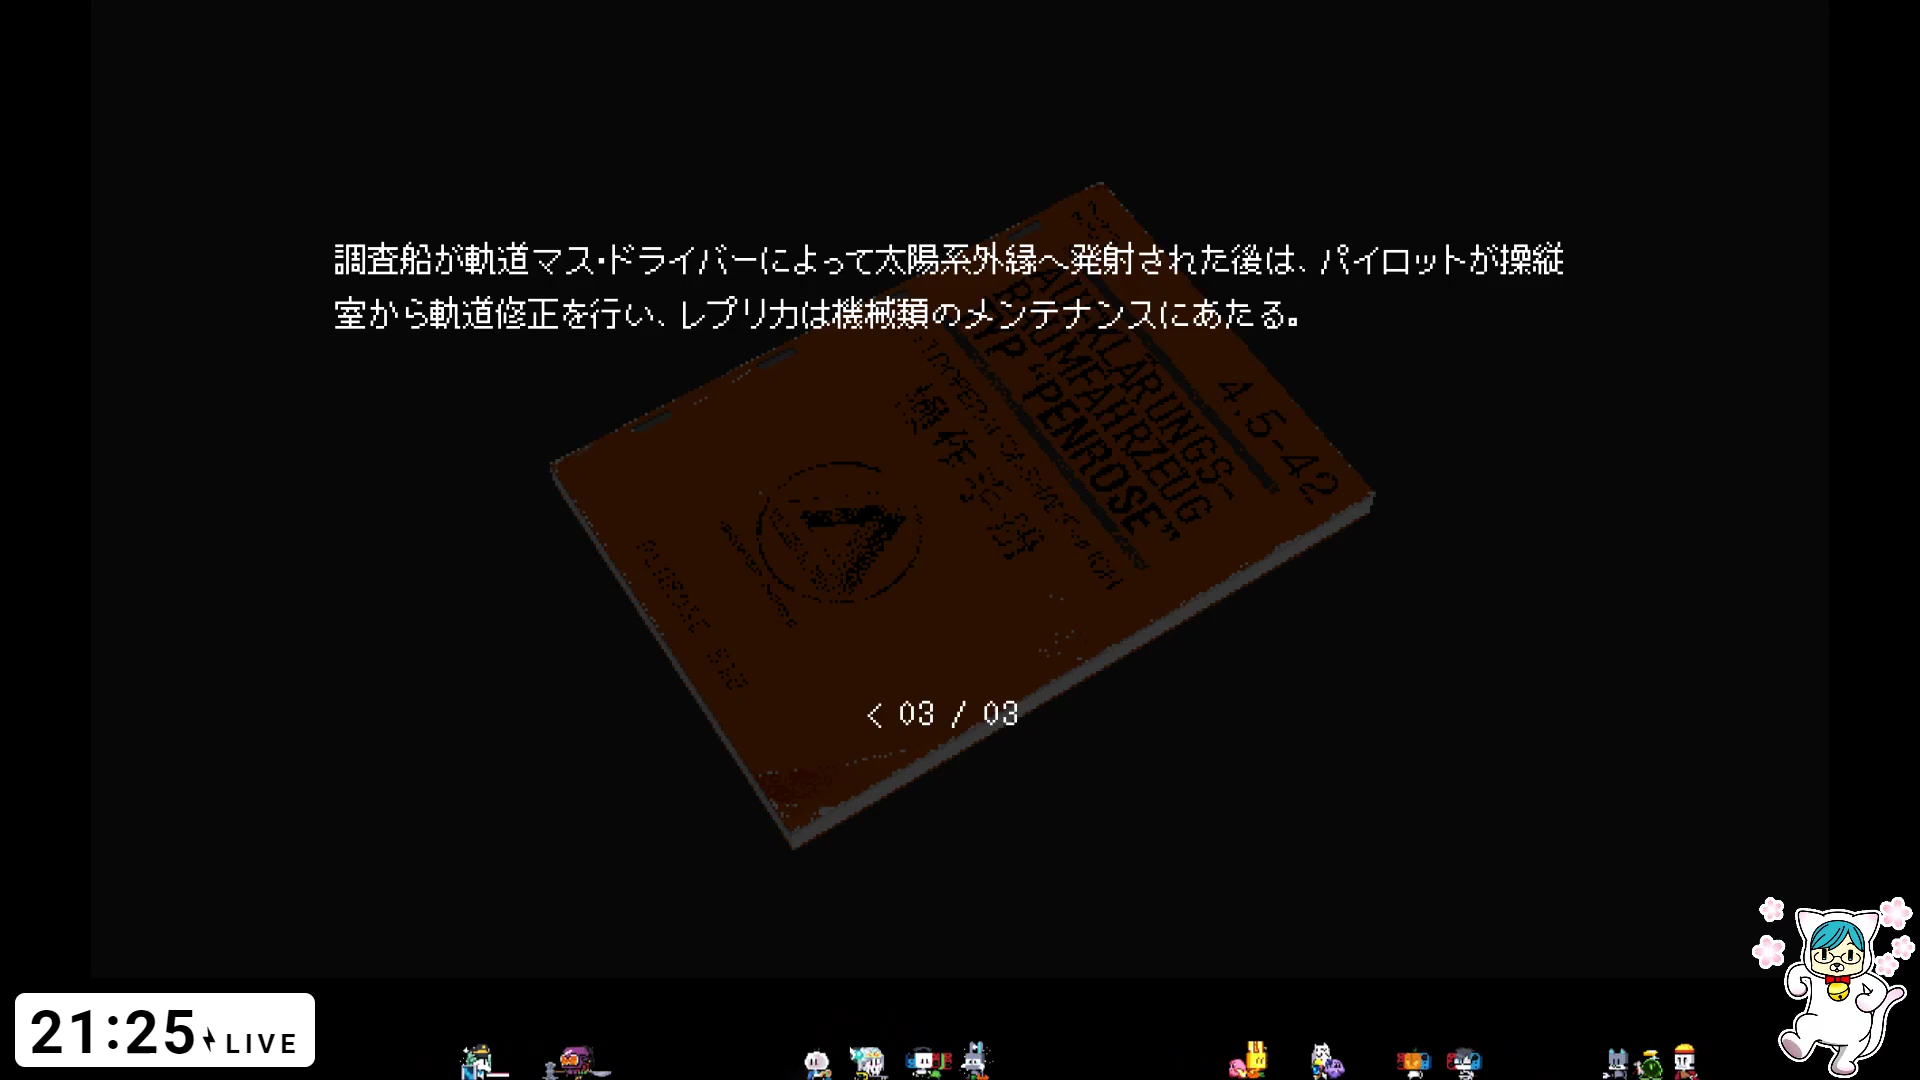 調査船が軌道マス・ドライバーによって太陽系外縁へ発射された後は、パイロットが操縦
室から軌道修正を行い、レプリカは機械類のメンテナンスにあたる。
4.5-42
AUFKLÄRUNGS-
RAUMFAHRZEUG
TYP "PENROSE"
< 03 / 03
21:25 LIVE